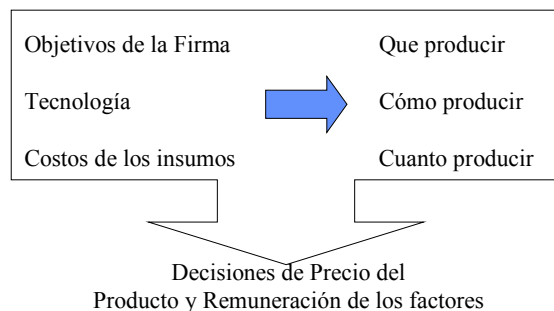 Objetivos de la Firma
Que producir
Tecnología
Cómo producir
Costos de los insumos
Cuanto producir
Decisiones de Precio del
Producto y Remuneración de los factores